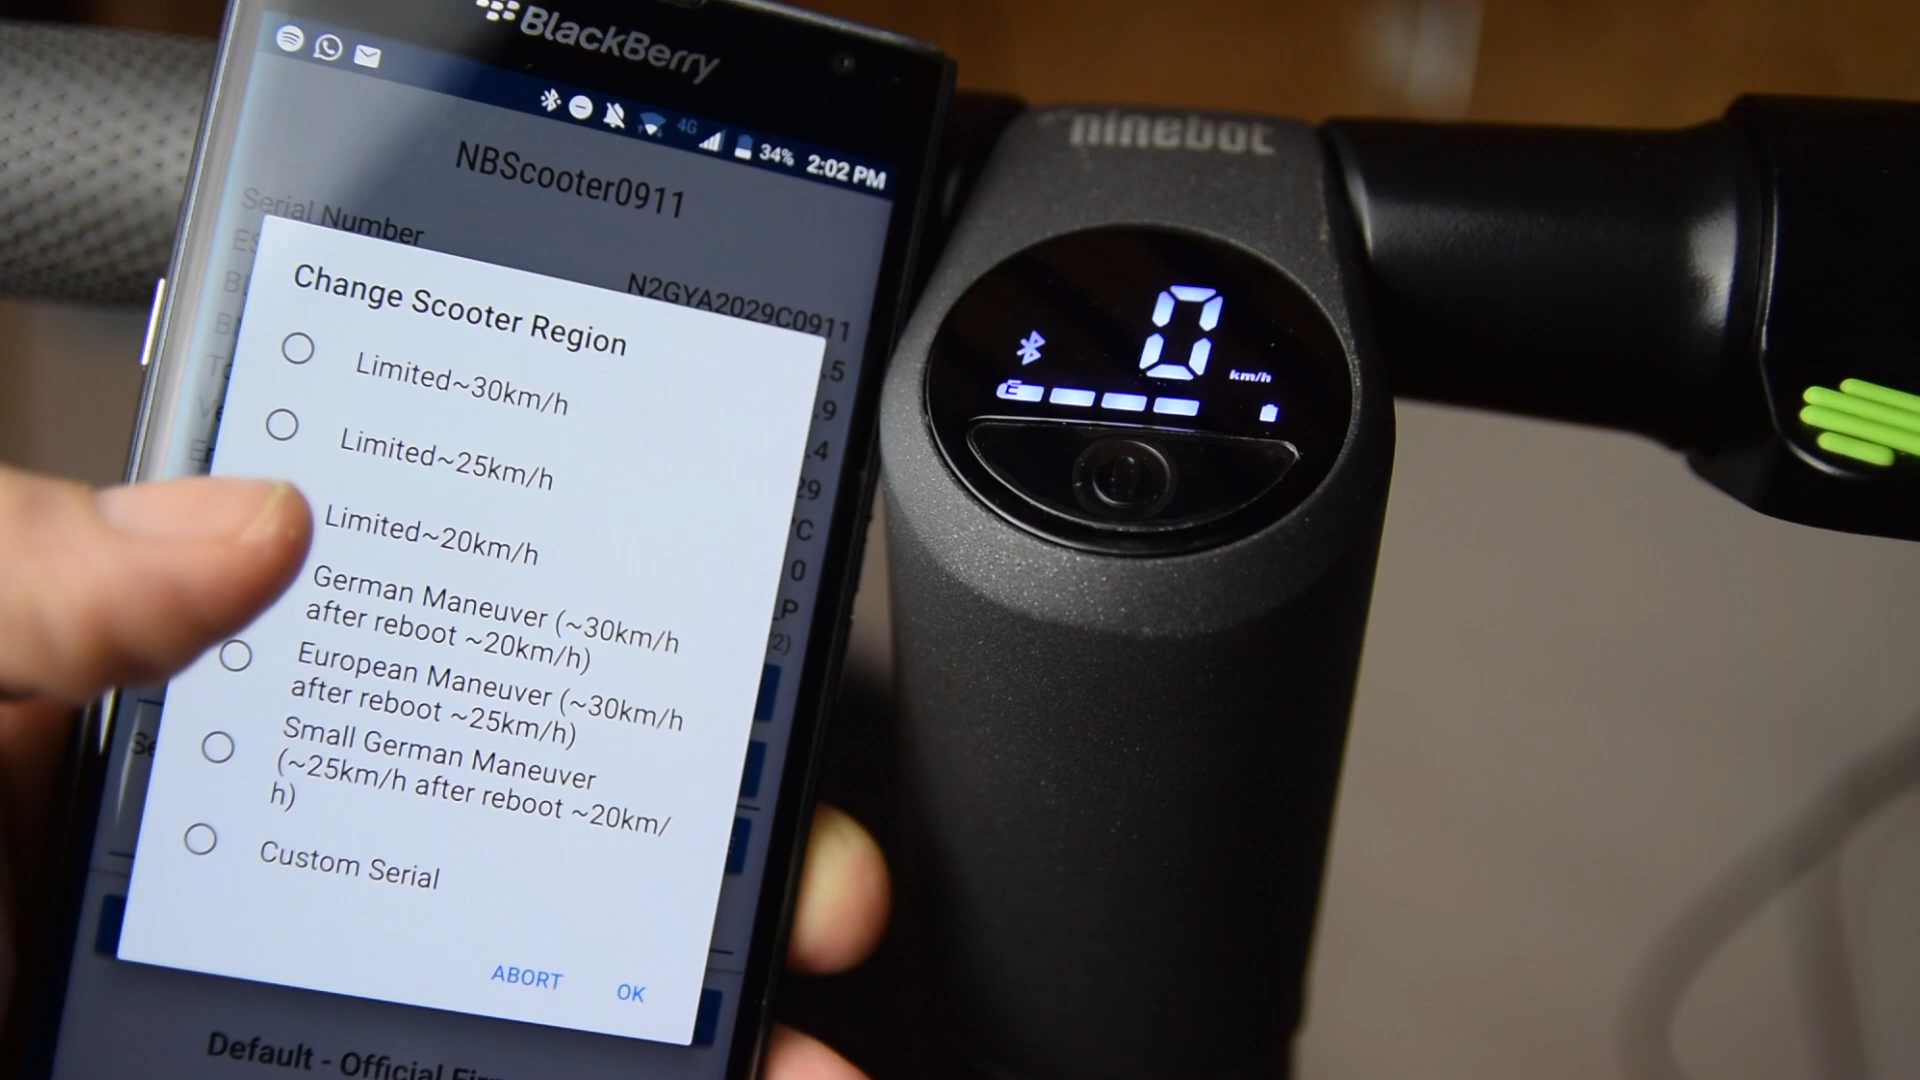 BlackBerry
4G
34%
2:02 PM
NBScooter0911
Serial Number
N2GYA2029C0911
Change Scooter Region
Limited~30km/h
Limited~25km/h
Limited~20km/h
German Maneuver (~30km/h
after reboot ~20km/h)
European Maneuver (~30km/h
after reboot ~25km/h)
Small German Maneuver
(~25km/h after reboot ~20km/
h)
Custom Serial
ABORT
OK
Default - Official
ninebot
0
km/h
E